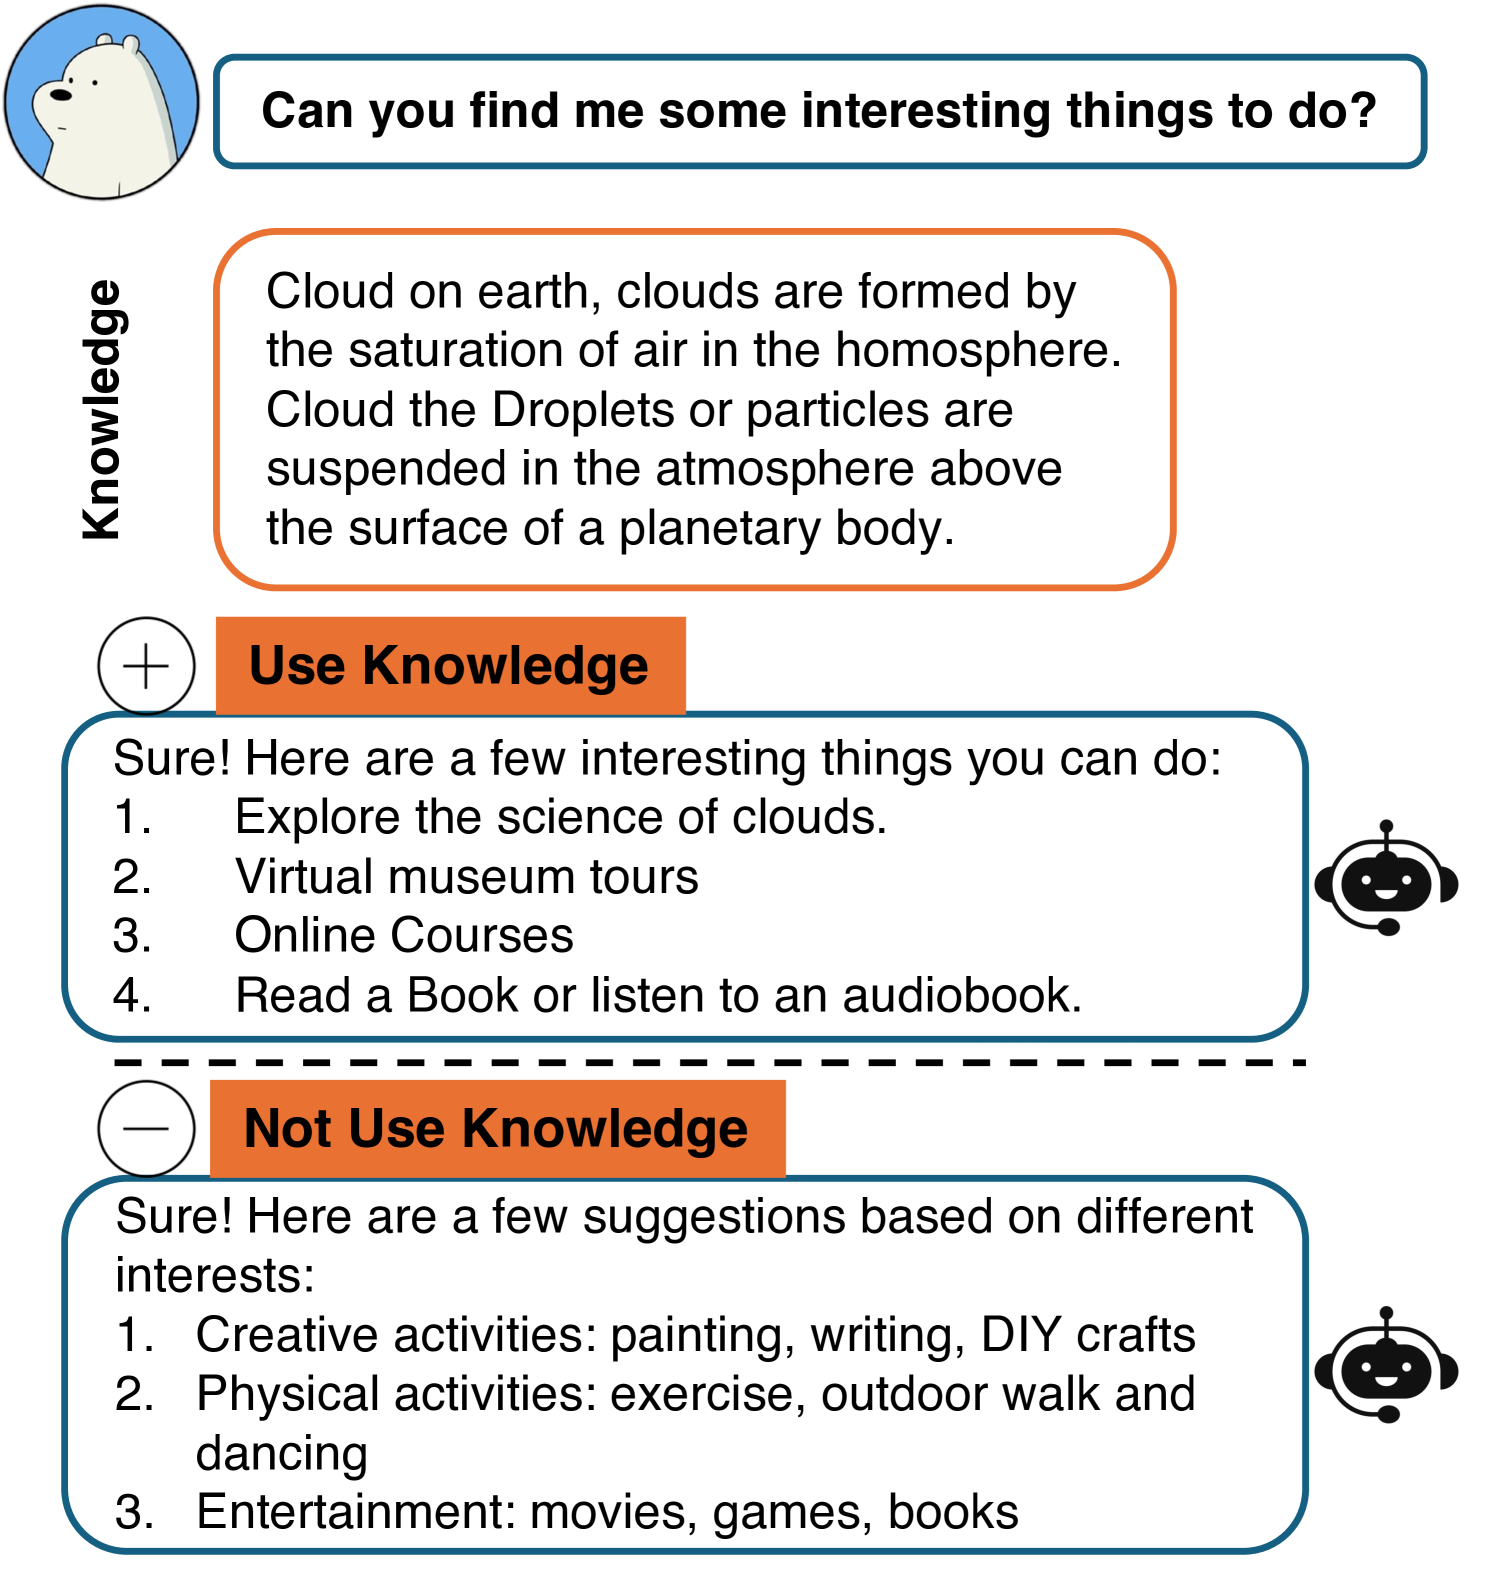 Can you find me some interesting things to do?
Knowledge
Cloud on earth, clouds are formed by
the saturation of air in the homosphere.
Cloud the Droplets or particles are
suspended in the atmosphere above
the surface of a planetary body.
Use Knowledge
Sure! Here are a few interesting things you can do:
1. Explore the science of clouds.
2. Virtual museum tours
3. Online Courses
4. Read a Book or listen to an audiobook.
Not Use Knowledge
Sure! Here are a few suggestions based on different
interests:
1. Creative activities: painting, writing, DIY crafts
2. Physical activities: exercise, outdoor walk and
dancing
3. Entertainment: movies, games, books